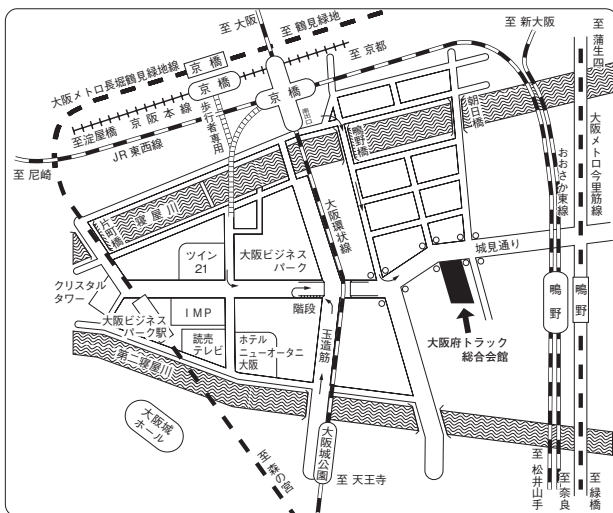 至 大阪
至 鶴見緑地
至 新大阪
至 蒲生四
大阪メトロ長堀鶴見緑地線
京橋
至 京都
京橋
京橋
京阪本線
至淀屋橋
歩行者専用
南出口
JR東西線
至 尼崎
鴫野橋
朝日橋
おおさか東線
大阪メトロ今里筋線
寝屋川
片町橋
大阪環状線
城見通り
ツイン
21
大阪ビジネス
パーク
クリスタル
タワー
階段
IMP
大阪ビジネス
パーク駅
読売
テレビ
ホテル
ニューオータニ
大阪
玉造筋
大阪府トラック
総合会館
鴫野
鴫野
第二寝屋川
大阪城
ホール
至 森の宮
大阪城公園
至 天王寺
至 松井山手
至 奈良
至 緑橋